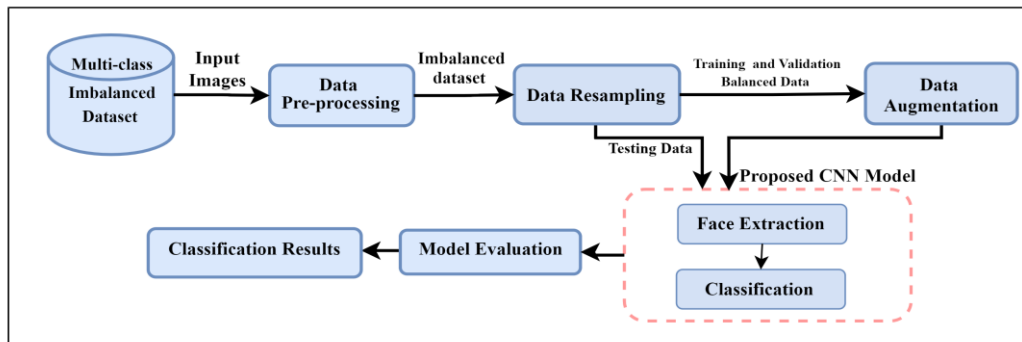 Multi-class
Imbalanced
Dataset
Input
Images
Data
Pre-processing
Imbalanced
dataset
Data Resampling
Training and Validation
Balanced Data
Data
Augmentation
Testing Data
Proposed CNN Model
Face Extraction
Classification
Model Evaluation
Classification Results